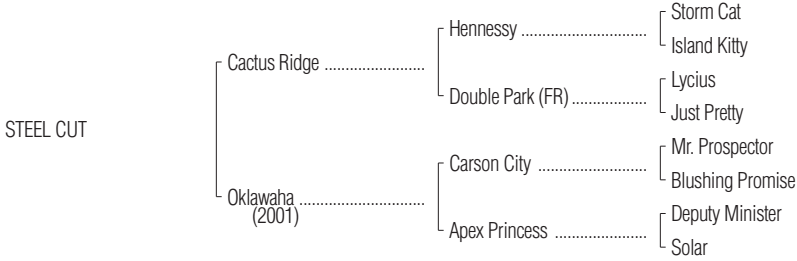 STEEL CUT
Cactus Ridge ........................
Oklawaha ..............................
(2001)
Hennessy ..............................
Double Park (FR) ..................
Carson City ..........................
Apex Princess ......................
Storm Cat
Island Kitty
Lycius
Just Pretty
Mr. Prospector
Blushing Promise
Deputy Minister
Solar